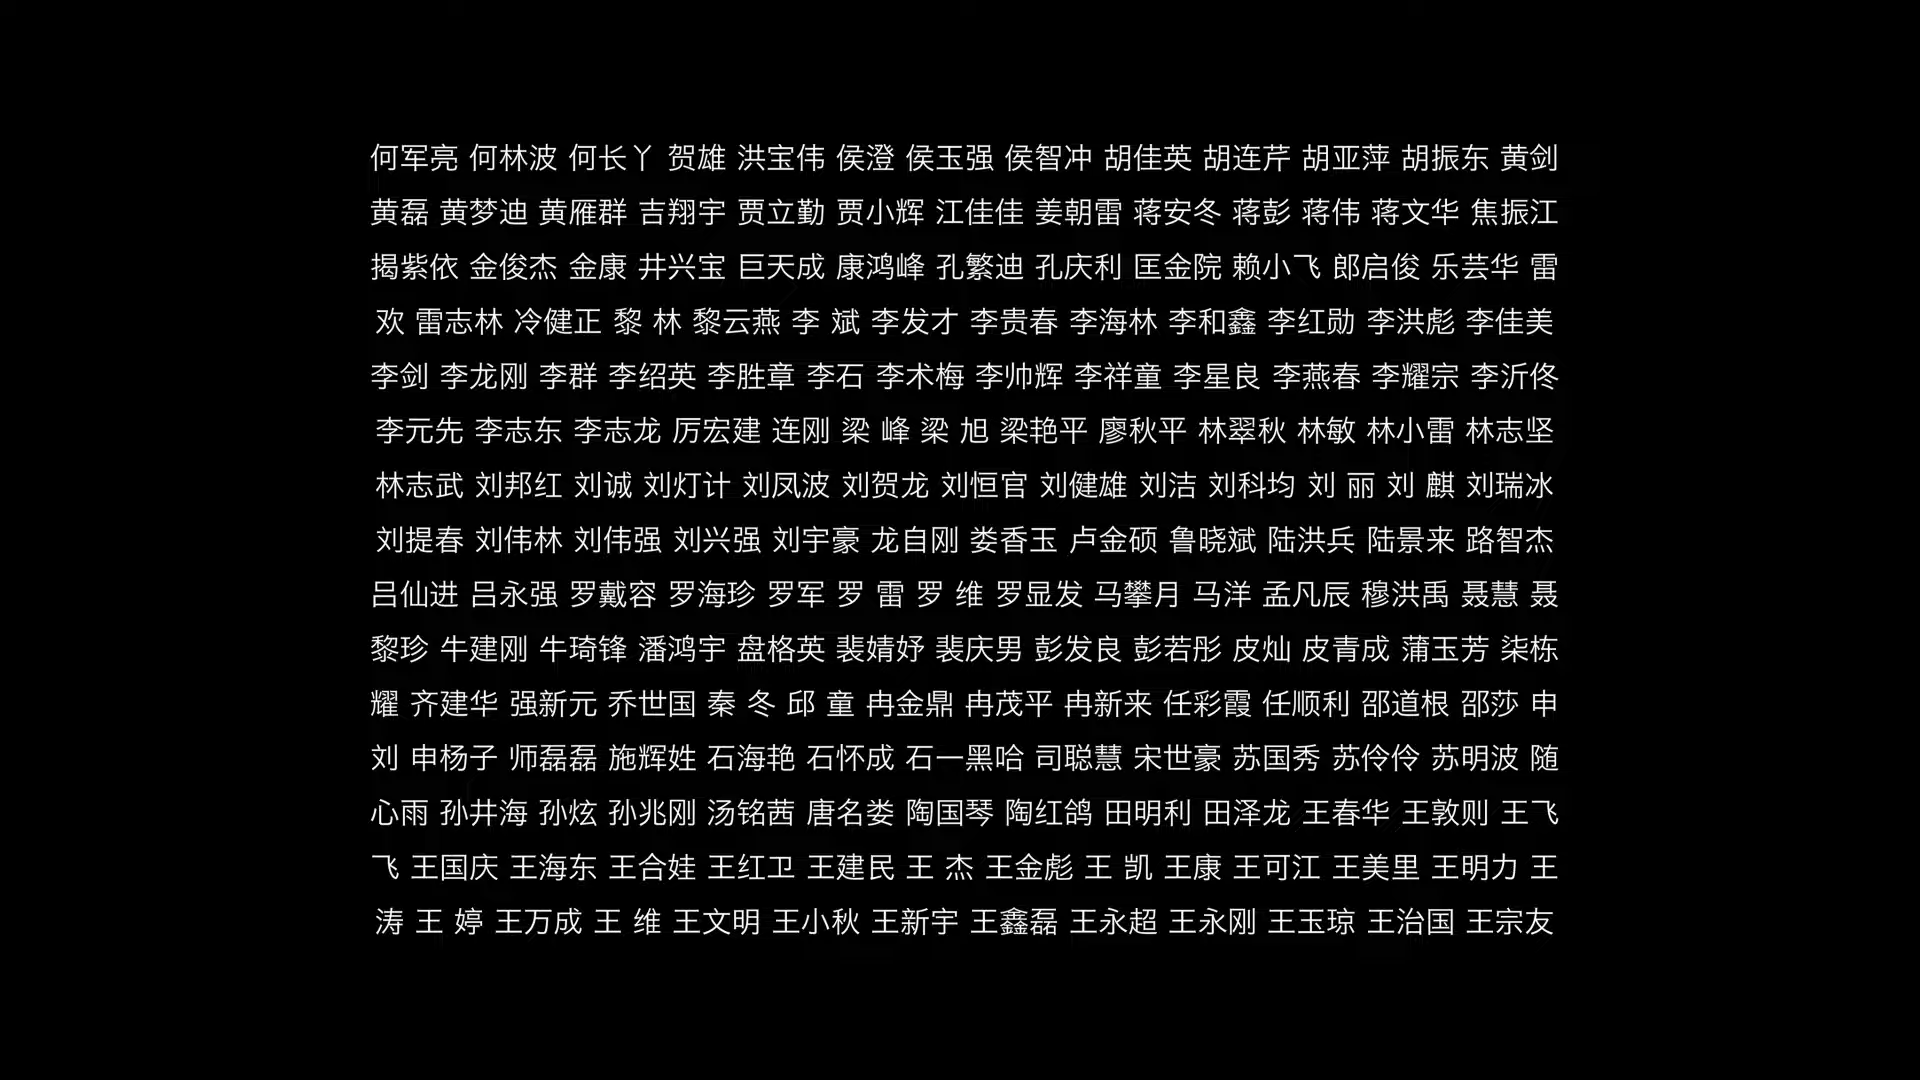 何军亮 何林波 何长丫 贺雄 洪宝伟 侯澄 侯玉强 侯智冲 胡佳英 胡连芹 胡亚萍 胡振东 黄剑
黄磊 黄梦迪 黄雁群 吉翔宇 贾立勤 贾小辉 江佳佳 姜朝雷 蒋安冬 蒋彭 蒋伟 蒋文华 焦振江
揭紫依 金俊杰 金康 井兴宝 巨天成 康鸿峰 孔繁迪 孔庆利 匡金院 赖小飞 郎启俊 乐芸华 雷
欢 雷志林 冷健正 黎 林 黎云燕 李 斌 李发才 李贵春 李海林 李和鑫 李红勋 李洪彪 李佳美
李剑 李龙刚 李群 李绍英 李胜章 李石 李术梅 李帅辉 李祥童 李星良 李燕春 李耀宗 李沂佟
李元先 李志东 李志龙 厉宏建 连刚 梁 峰 梁 旭 梁艳平 廖秋平 林翠秋 林敏 林小雷 林志坚
林志武 刘邦红 刘诚 刘灯计 刘凤波 刘贺龙 刘恒官 刘健雄 刘洁 刘科均 刘 丽 刘 麒 刘瑞冰
刘提春 刘伟林 刘伟强 刘兴强 刘宇豪 龙自刚 娄香玉 卢金硕 鲁晓斌 陆洪兵 陆景来 路智杰
吕仙进 吕永强 罗戴容 罗海珍 罗军 罗 雷 罗 维 罗显发 马攀月 马洋 孟凡辰 穆洪禹 聂慧 聂
黎珍 牛建刚 牛琦锋 潘鸿宇 盘格英 裴婧妤 裴庆男 彭发良 彭若彤 皮灿 皮青成 蒲玉芳 柒栋
耀 齐建华 强新元 乔世国 秦 冬 邱 童 冉金鼎 冉茂平 冉新来 任彩霞 任顺利 邵道根 邵莎 申
刘 申杨子 师磊磊 施辉姓 石海艳 石怀成 石一黑哈 司聪慧 宋世豪 苏国秀 苏伶伶 苏明波 随
心雨 孙井海 孙炫 孙兆刚 汤铭茜 唐名娄 陶国琴 陶红鸽 田明利 田泽龙 王春华 王敦则 王飞
飞 王国庆 王海东 王合娃 王红卫 王建民 王 杰 王金彪 王 凯 王康 王可江 王美里 王明力 王
涛 王 婷 王万成 王 维 王文明 王小秋 王新宇 王鑫磊 王永超 王永刚 王玉琼 王治国 王宗友